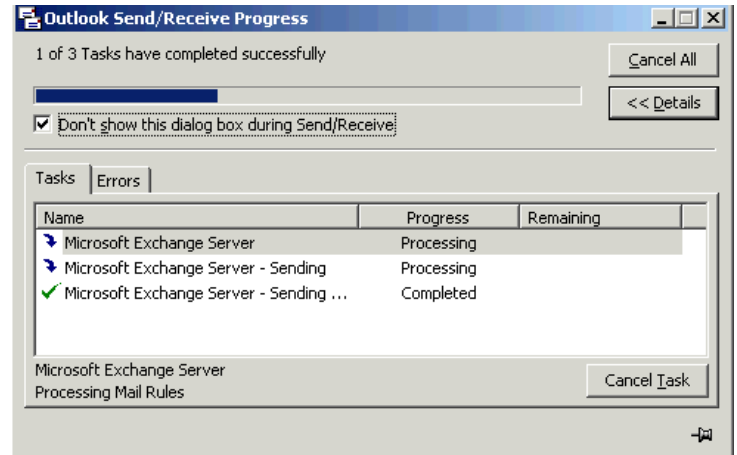 Outlook Send/Receive Progress
1 of 3 Tasks have completed successfully
Cancel All
<< Details
Don't show this dialog box during Send/Receive
Tasks Errors
Name Progress Remaining
Microsoft Exchange Server Processing
Microsoft Exchange Server - Sending Processing
Microsoft Exchange Server - Sending ... Completed
Microsoft Exchange Server
Processing Mail Rules
Cancel Task